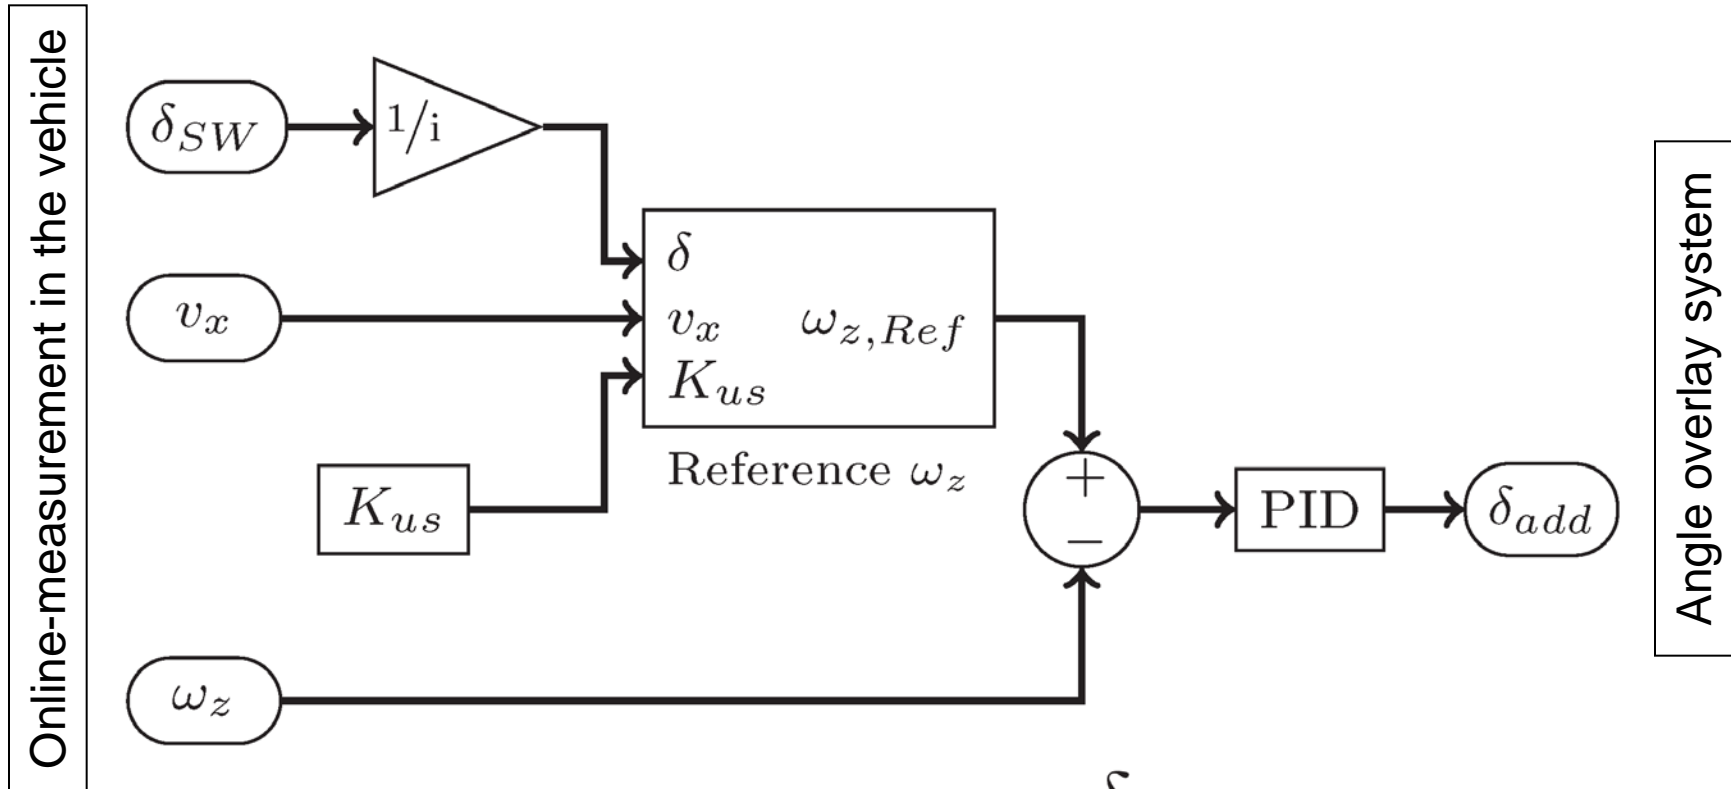 Online-measurement in the vehicle
δ_SW
1/i
v_x
K_us
ω_z
δ
v_x ω_z,Ref
K_us
Reference ω_z
+
−
PID
δ_add
Angle overlay system